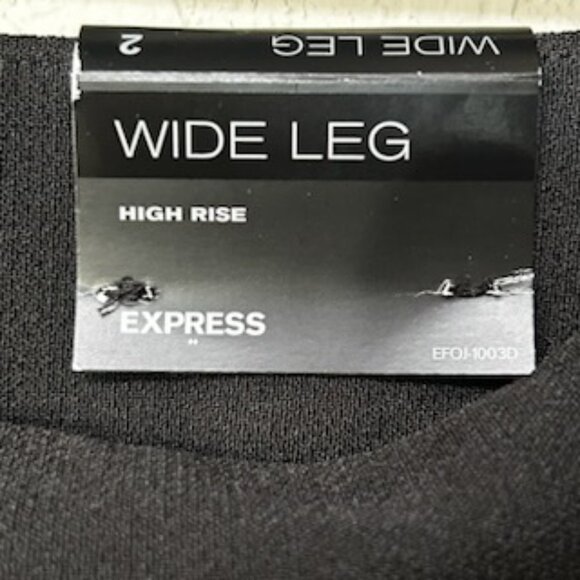 2 WIDE LEG
WIDE LEG
HIGH RISE
EXPRESS
EFOJ-1003D